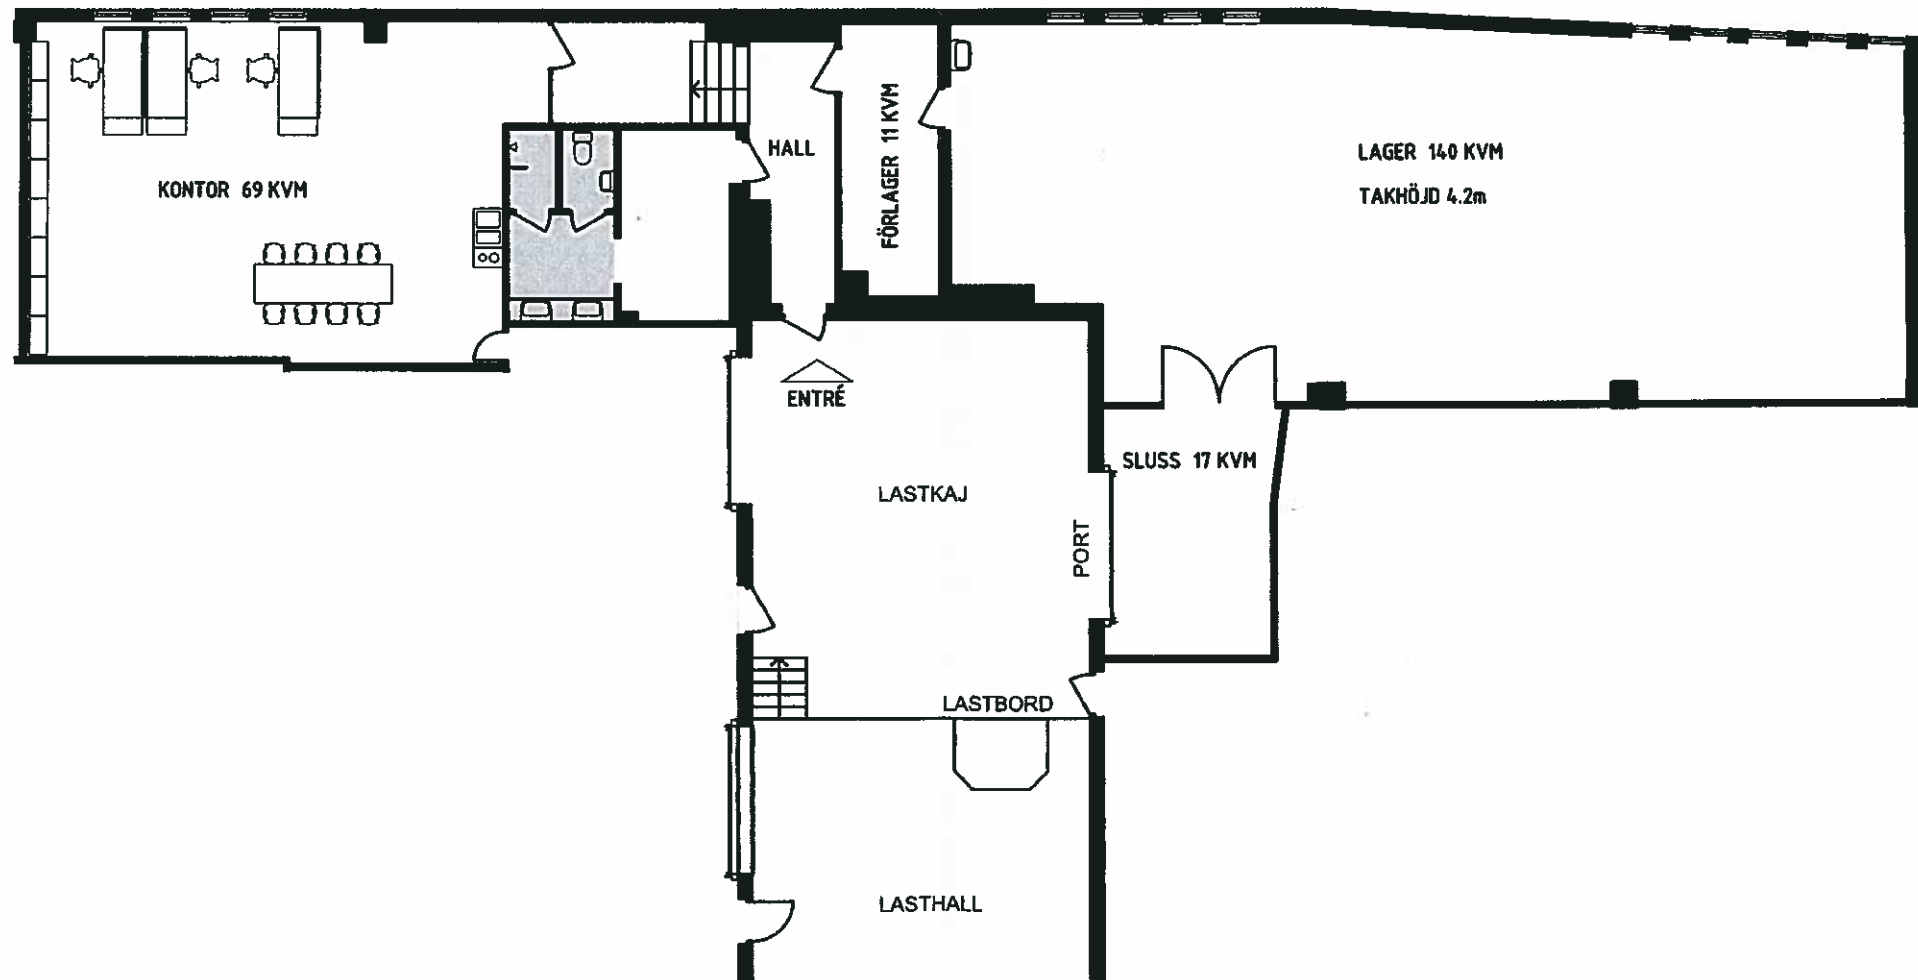 HALL
KONTOR 69 KVM
FÖRLAGER 11 KVM
LAGER 140 KVM
TAKHÖJD 4.2m
ENTRÉ
SLUSS 17 KVM
LASTKAJ
PORT
LASTBORD
LASTHALL